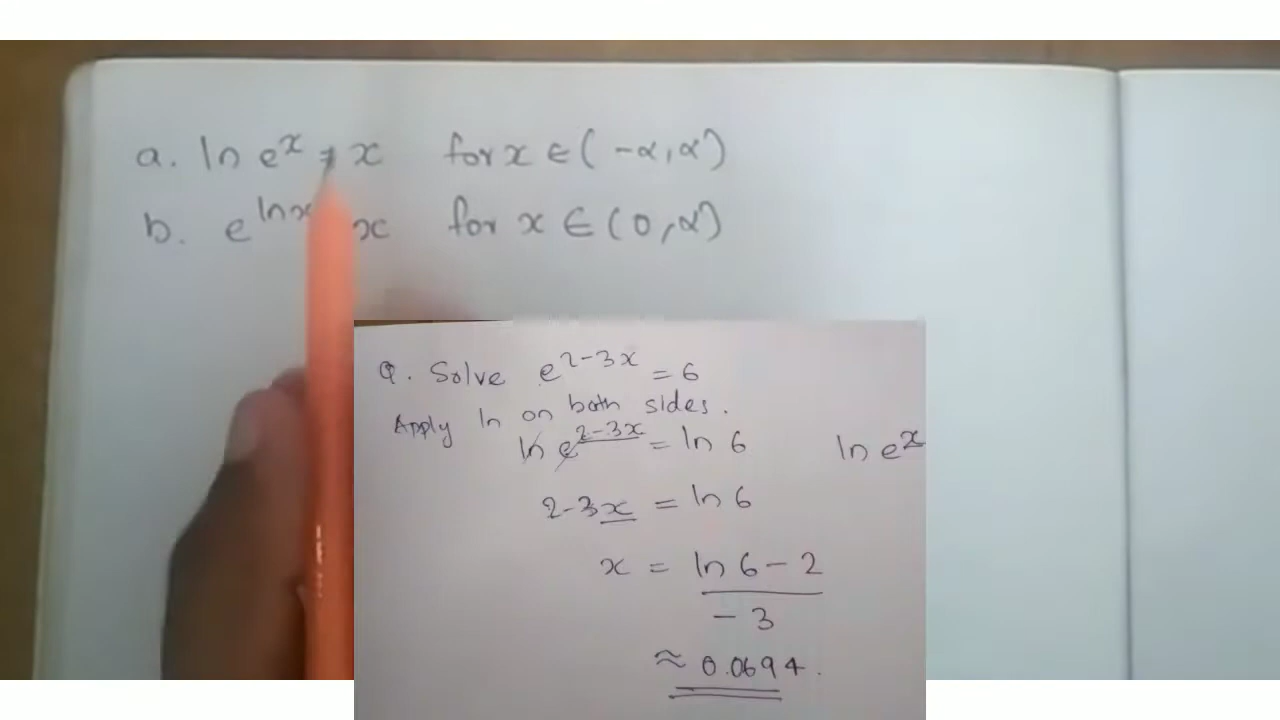 a. ln e^x = x for x ∈ (-α, α)
b. e^ln x x for x ∈ (0, α)
Q. Solve e^2-3x = 6
Apply ln on both sides.
ln e^2-3x = ln 6 ln e^x
2-3x = ln 6
x = ln 6 - 2
- 3
≈ 0.0694.